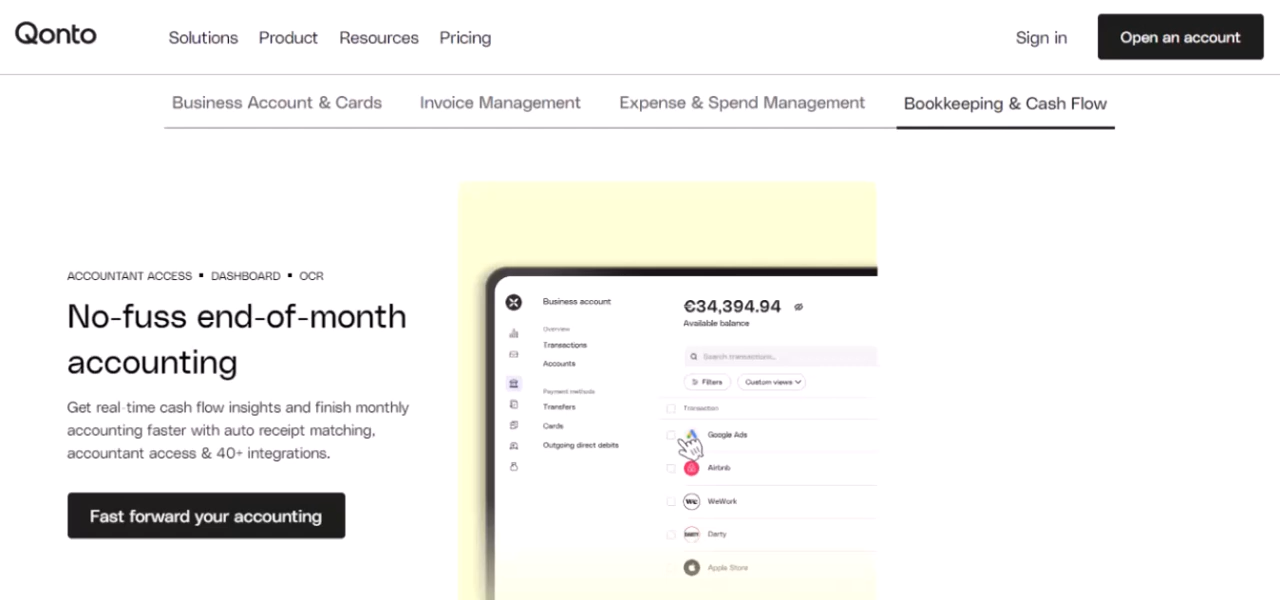 Qonto
Solutions Product Resources Pricing
Sign in
Open an account
Business Account & Cards
Invoice Management
Expense & Spend Management
Bookkeeping & Cash Flow
ACCOUNTANT ACCESS ▪ DASHBOARD ▪ OCR
No-fuss end-of-month
accounting
Get real-time cash flow insights and finish monthly
accounting faster with auto receipt matching,
accountant access & 40+ integrations.
Fast forward your accounting
Business account
Overview
Transactions
Accounts
Payment methods
Transfers
Cards
Outgoing direct debits
€34,394.94
Available balance
Search transactions...
Filters
Custom views
Transaction
Google Ads
Airbnb
We WeWork
DARTY Darty
Apple Store